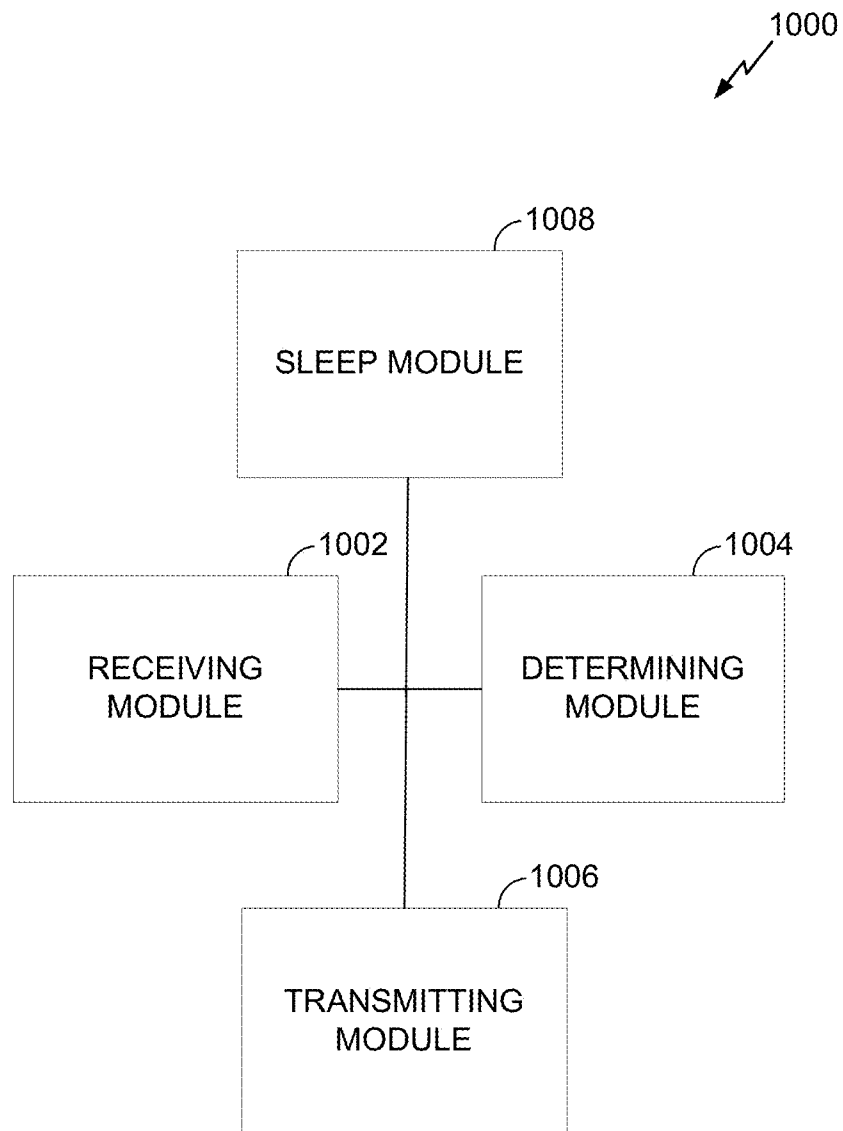 1000
1008
SLEEP MODULE
1002
1004
RECEIVING
MODULE
DETERMINING
MODULE
1006
TRANSMITTING
MODULE